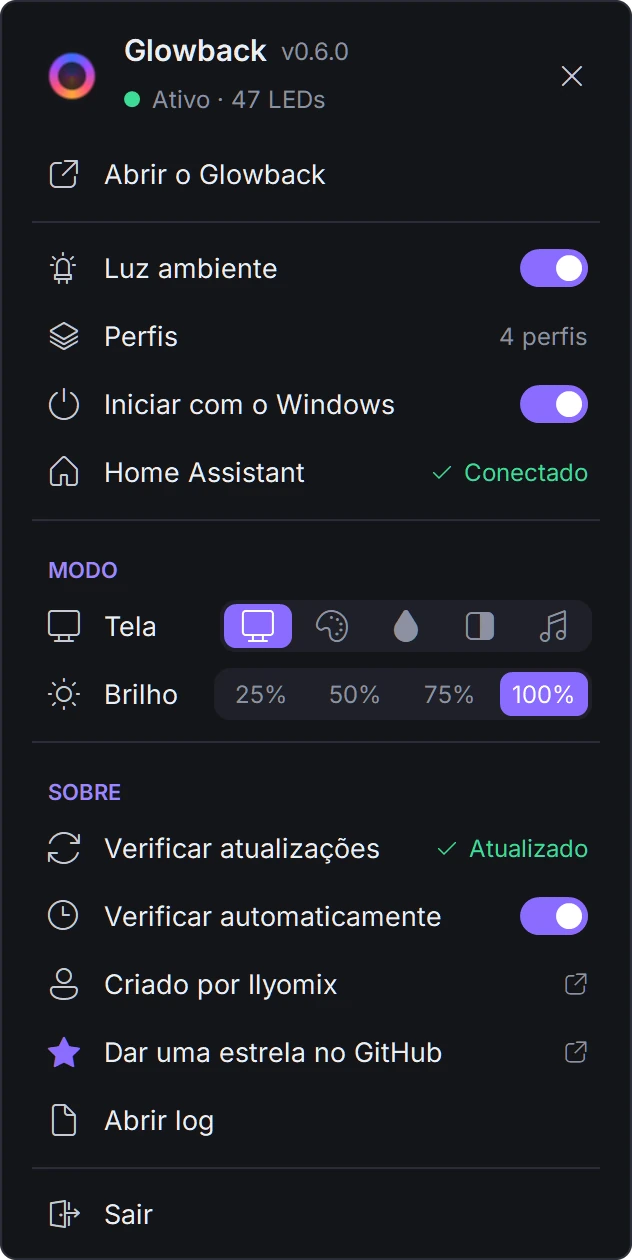 Glowback v0.6.0
Ativo · 47 LEDs
Abrir o Glowback
Luz ambiente
Perfis 4 perfis
Iniciar com o Windows
Home Assistant Conectado
MODO
Tela
Brilho 25% 50% 75% 100%
SOBRE
Verificar atualizações Atualizado
Verificar automaticamente
Criado por Ilyomix
Dar uma estrela no GitHub
Abrir log
Sair